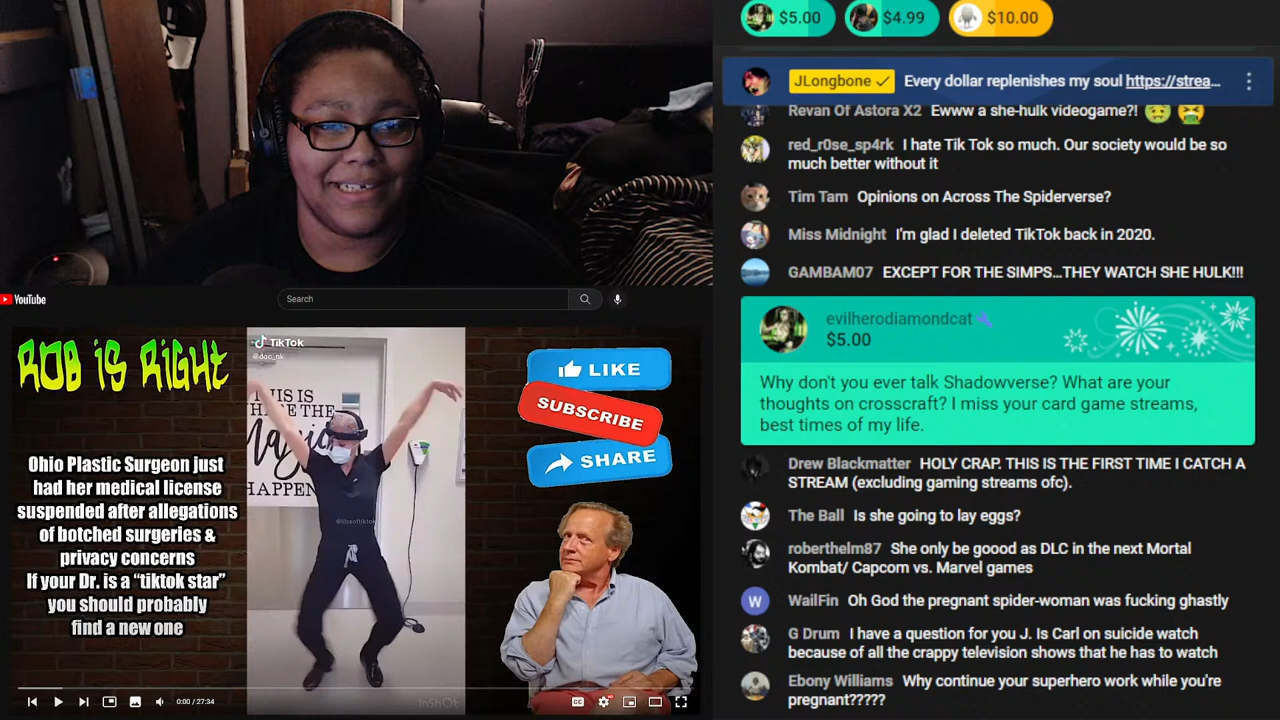 $5.00
$4.99
$10.00
JLongbone Every dollar replenishes my soul https://strea...
Revan Of Astora X2 Ewww a she-hulk videogame?!
red_r0se_sp4rk I hate Tik Tok so much. Our society would be so
much better without it
Tim Tam Opinions on Across The Spiderverse?
Miss Midnight I'm glad I deleted TikTok back in 2020.
GAMBAM07 EXCEPT FOR THE SIMPS...THEY WATCH SHE HULK!!!
evilherodiamondcat
$5.00
Why don't you ever talk Shadowverse? What are your
thoughts on crosscraft? I miss your card game streams,
best times of my life.
Drew Blackmatter HOLY CRAP. THIS IS THE FIRST TIME I CATCH A
STREAM (excluding gaming streams ofc).
The Ball Is she going to lay eggs?
roberthelm87 She only be goood as DLC in the next Mortal
Kombat/ Capcom vs. Marvel games
W
WailFin Oh God the pregnant spider-woman was fucking ghastly
G Drum I have a question for you J. Is Carl on suicide watch
because of all the crappy television shows that he has to watch
Ebony Williams Why continue your superhero work while you're
pregnant?????
YouTube
Search
ROB iS RiGHT
Ohio Plastic Surgeon just
had her medical license
suspended after allegations
of botched surgeries &
privacy concerns
If your Dr. is a "tiktok star"
you should probably
find a new one
TikTok
@doc_nk
THIS IS
WHERE THE
Magic
HAPPEN
@libsoftiktok
LIKE
SUBSCRIBE
SHARE
InShOt
0:00 / 27:34
CC